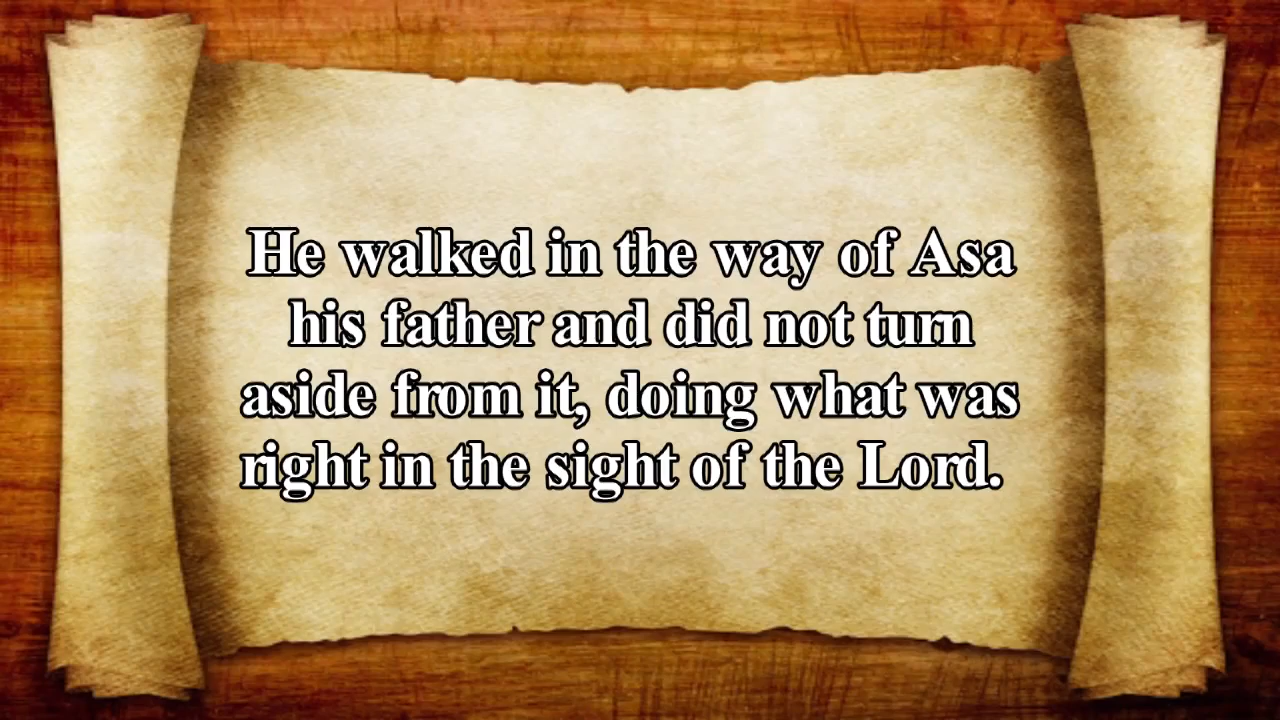 He walked in the way of Asa
his father and did not turn
aside from it, doing what was
right in the sight of the Lord.